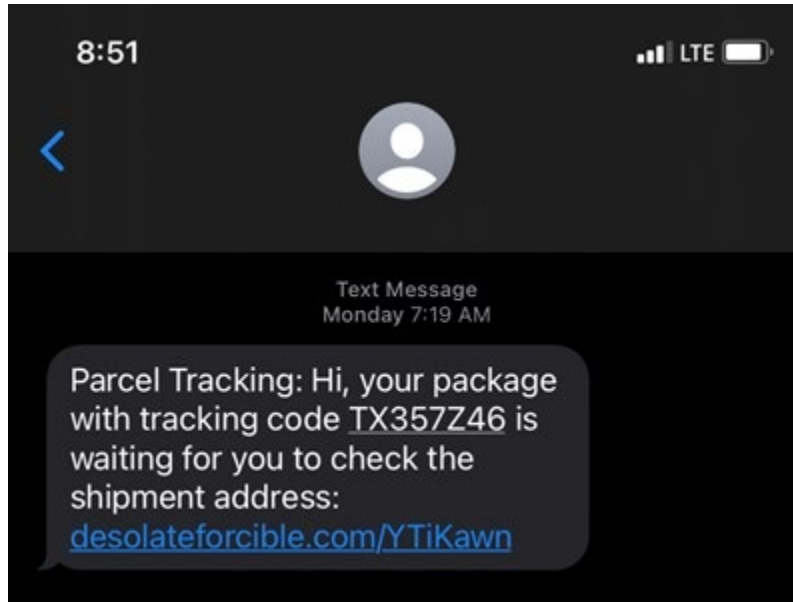 8:51 LTE
Text Message
Monday 7:19 AM
Parcel Tracking: Hi, your package
with tracking code TX357Z46 is
waiting for you to check the
shipment address:
desolateforcible.com/YTiKawn